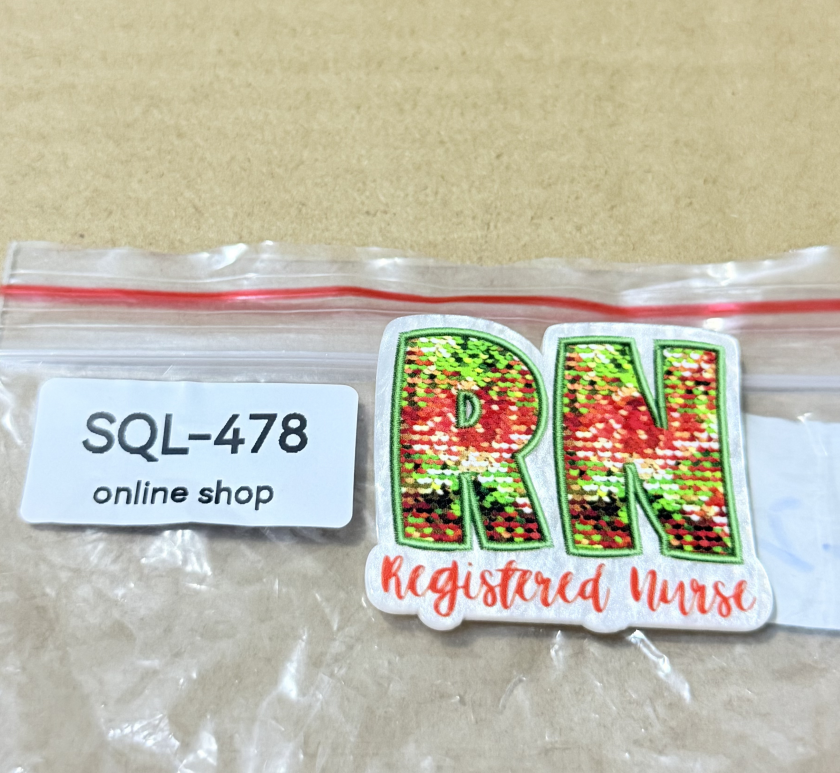 SQL-478
online shop
RN
Registered Nurse